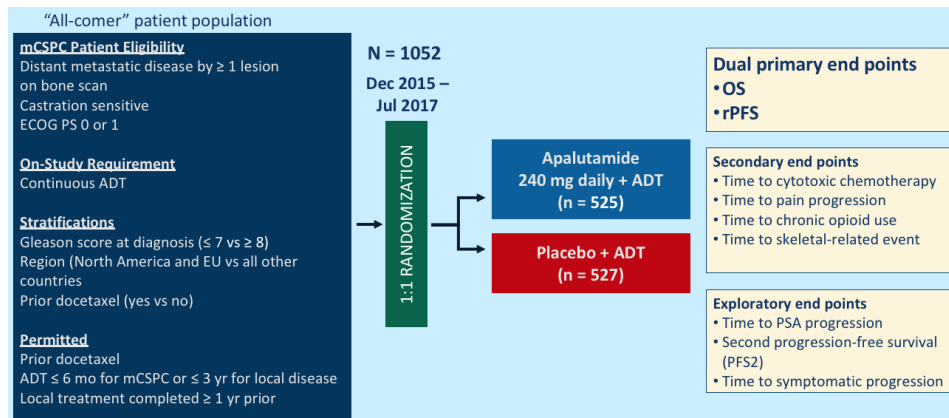 “All-comer” patient population
mCSPC Patient Eligibility
Distant metastatic disease by ≥ 1 lesion
on bone scan
Castration sensitive
ECOG PS 0 or 1
On-Study Requirement
Continuous ADT
Stratifications
Gleason score at diagnosis (≤ 7 vs ≥ 8)
Region (North America and EU vs all other
countries
Prior docetaxel (yes vs no)
Permitted
Prior docetaxel
ADT ≤ 6 mo for mCSPC or ≤ 3 yr for local disease
Local treatment completed ≥ 1 yr prior
N = 1052
Dec 2015 –
Jul 2017
1:1 RANDOMIZATION
Apalutamide
240 mg daily + ADT
(n = 525)
Placebo + ADT
(n = 527)
Dual primary end points
• OS
• rPFS
Secondary end points
• Time to cytotoxic chemotherapy
• Time to pain progression
• Time to chronic opioid use
• Time to skeletal-related event
Exploratory end points
• Time to PSA progression
• Second progression-free survival
(PFS2)
• Time to symptomatic progression